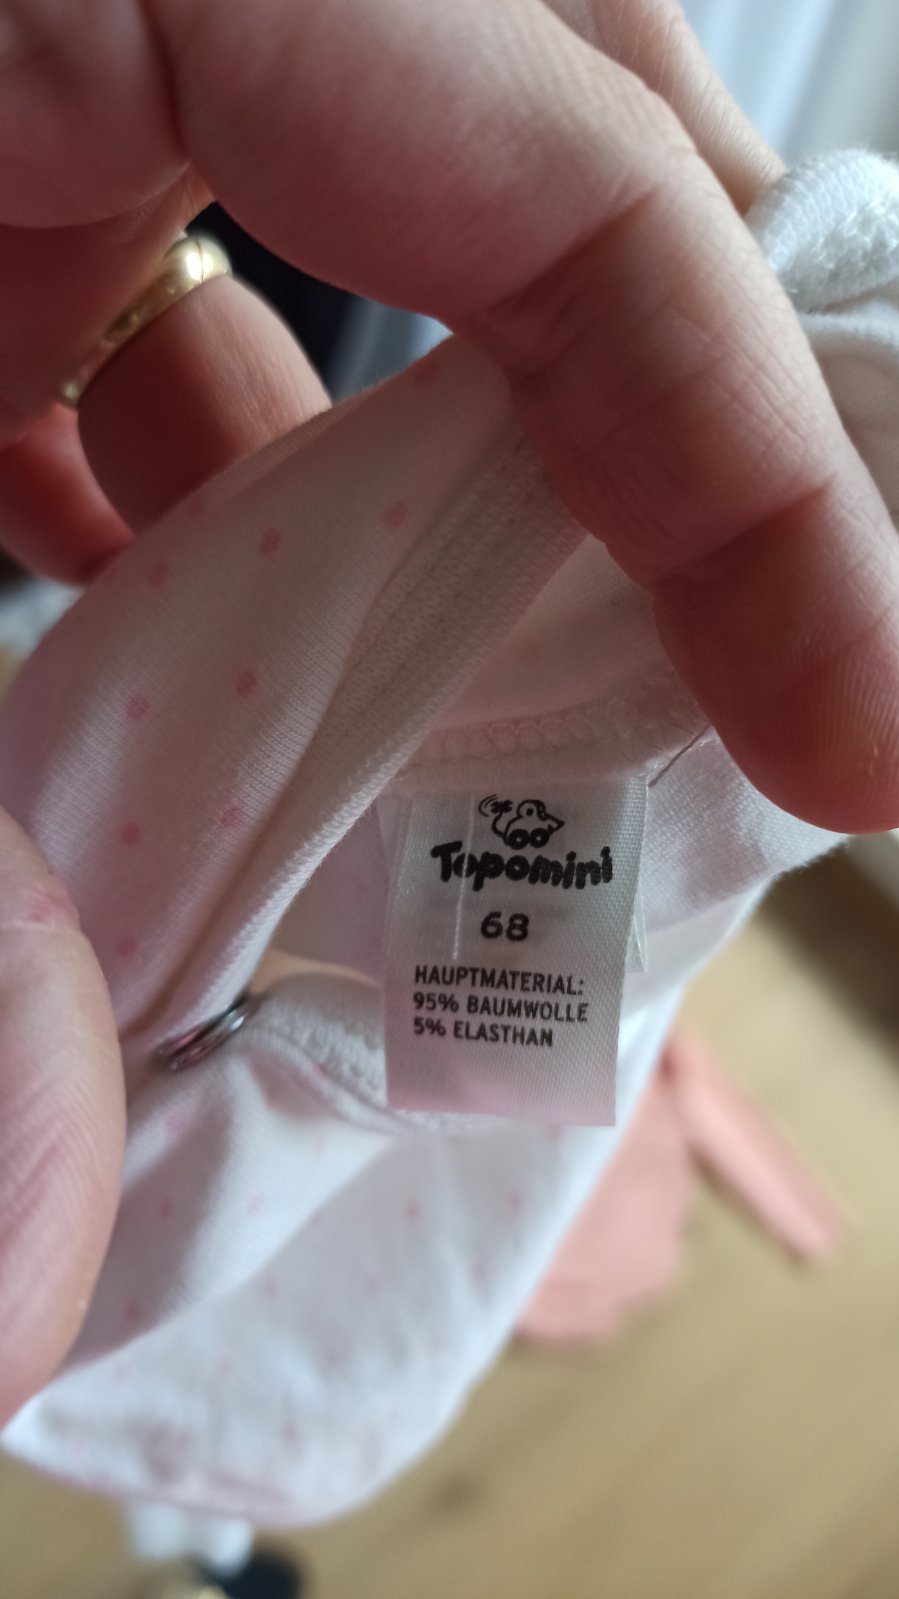 Topomini
68
HAUPTMATERIAL:
95% BAUMWOLLE
5% ELASTHAN